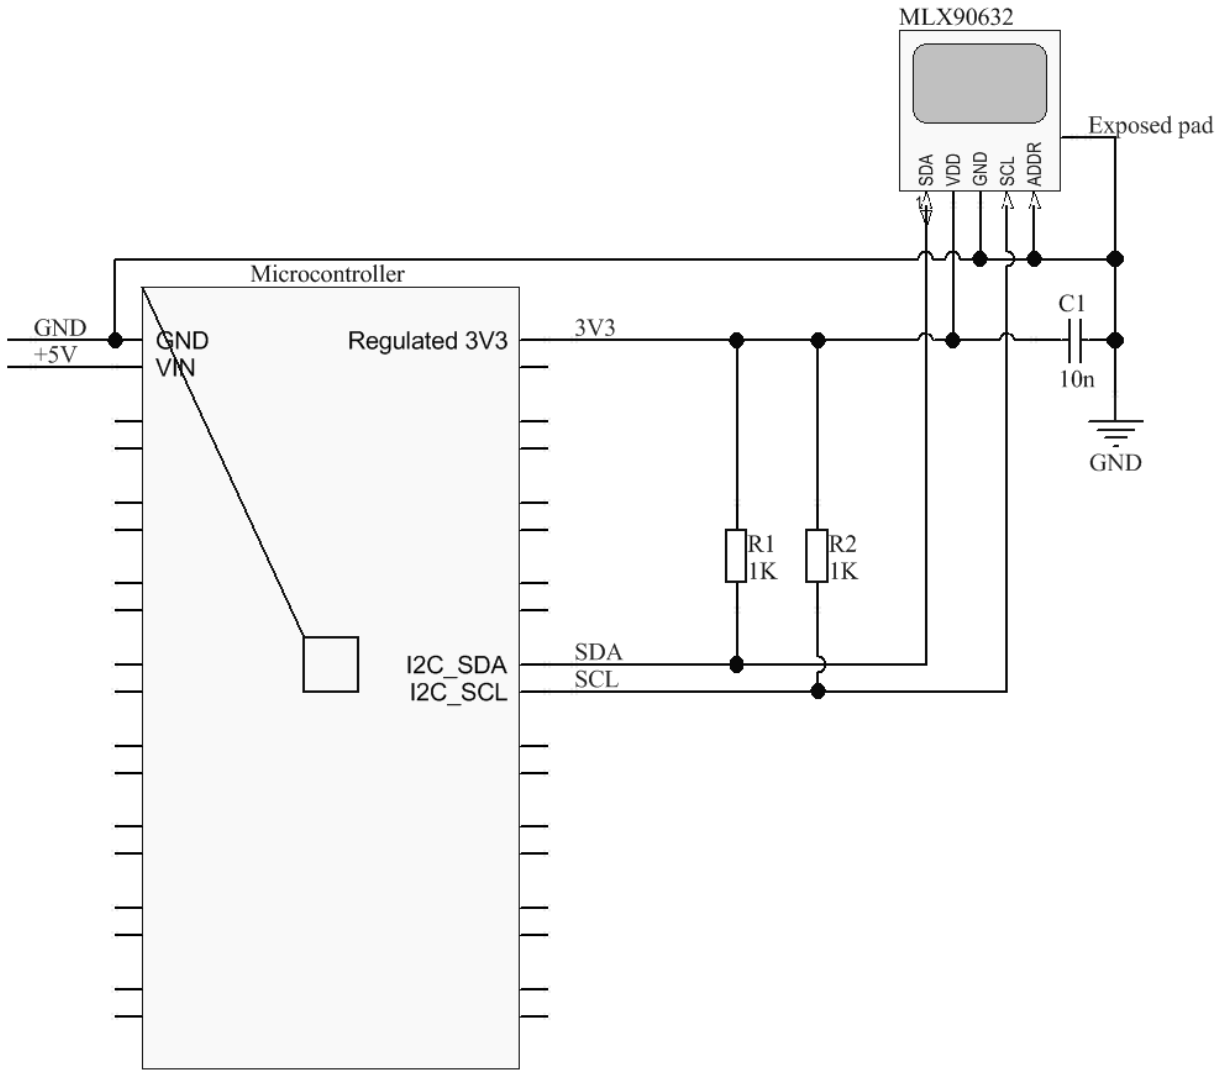 MLX90632
Exposed pad
SDA
VDD
GND
SCL
ADDR
1
Microcontroller
GND
GND
Regulated 3V3
3V3
C1
+5V
VIN
10n
GND
R1
R2
1K
1K
I2C_SDA
SDA
I2C_SCL
SCL